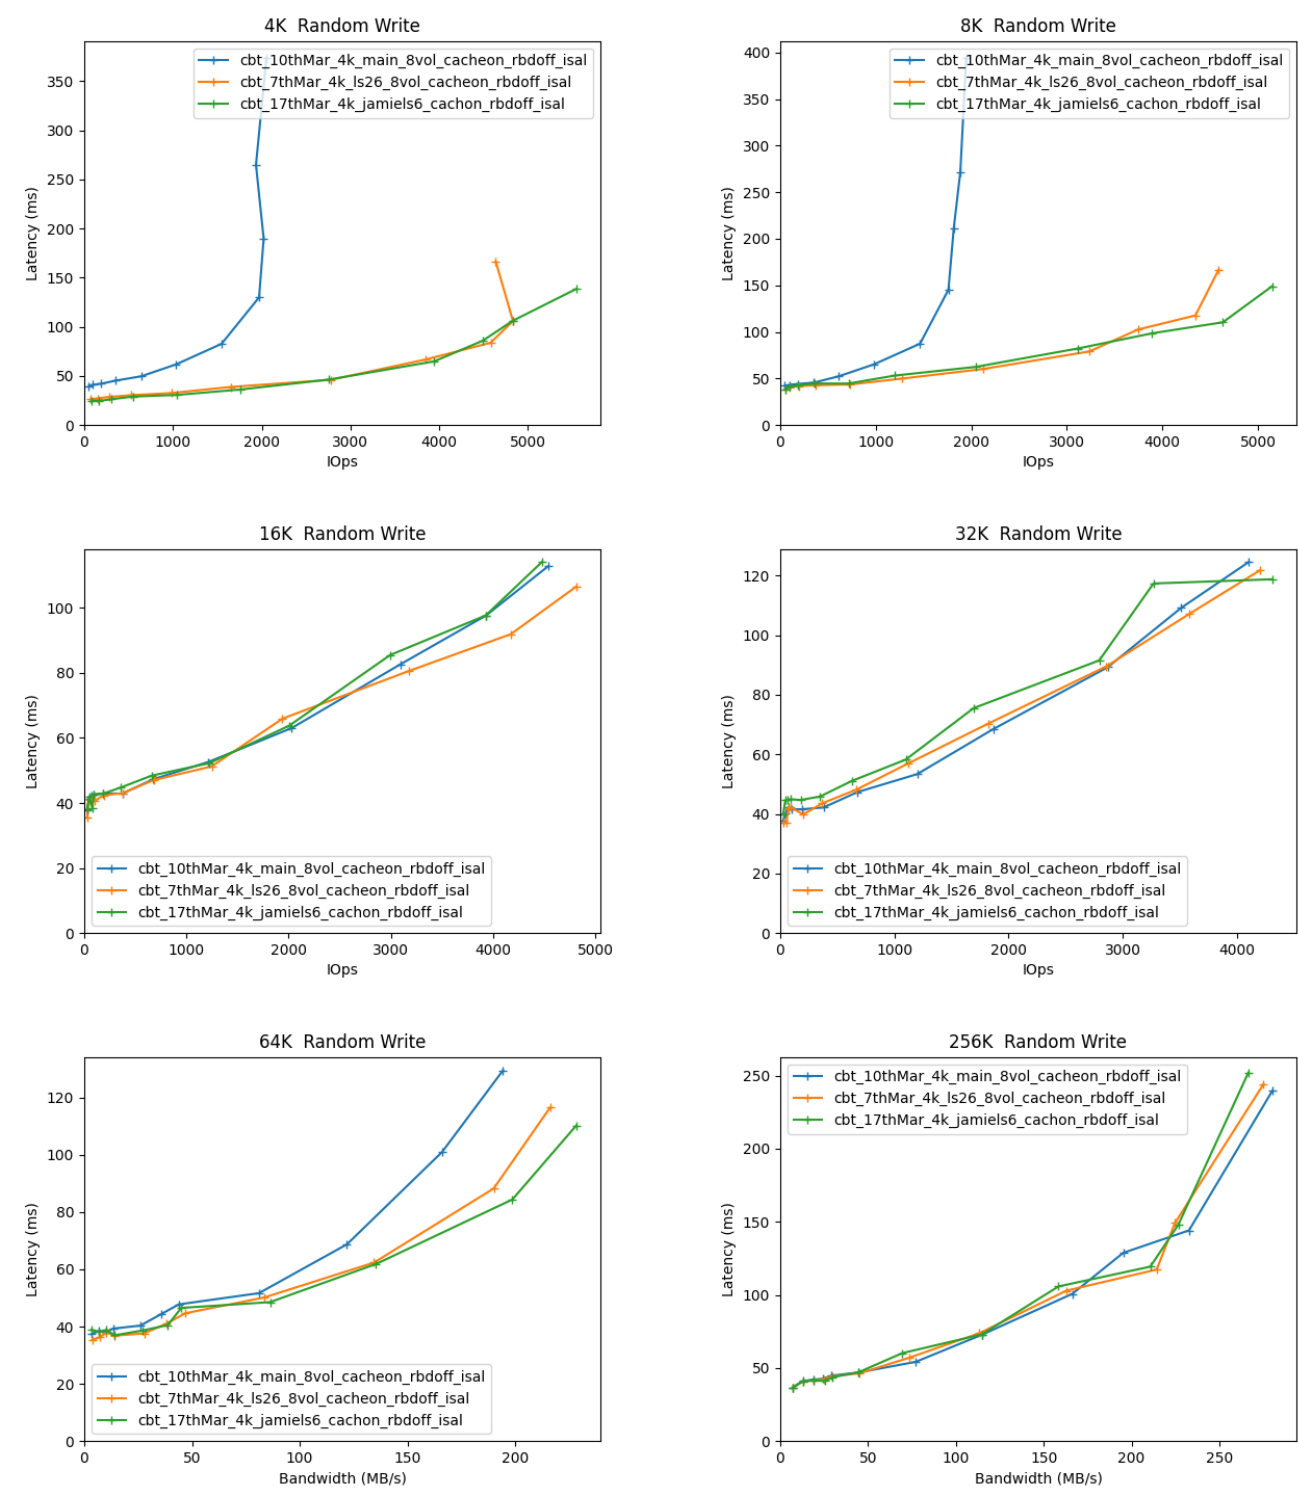 4K  Random Write
cbt_10thMar_4k_main_8vol_cacheon_rbdoff_isal
cbt_7thMar_4k_ls26_8vol_cacheon_rbdoff_isal
cbt_17thMar_4k_jamiels6_cachon_rbdoff_isal
350
300
250
200
150
100
50
0
Latency (ms)
0 1000 2000 3000 4000 5000
IOps
8K  Random Write
cbt_10thMar_4k_main_8vol_cacheon_rbdoff_isal
cbt_7thMar_4k_ls26_8vol_cacheon_rbdoff_isal
cbt_17thMar_4k_jamiels6_cachon_rbdoff_isal
400
350
300
250
200
150
100
50
0
Latency (ms)
0 1000 2000 3000 4000 5000
IOps
16K  Random Write
100
80
60
40
20
0
Latency (ms)
cbt_10thMar_4k_main_8vol_cacheon_rbdoff_isal
cbt_7thMar_4k_ls26_8vol_cacheon_rbdoff_isal
cbt_17thMar_4k_jamiels6_cachon_rbdoff_isal
0 1000 2000 3000 4000 5000
IOps
32K  Random Write
120
100
80
60
40
20
0
Latency (ms)
cbt_10thMar_4k_main_8vol_cacheon_rbdoff_isal
cbt_7thMar_4k_ls26_8vol_cacheon_rbdoff_isal
cbt_17thMar_4k_jamiels6_cachon_rbdoff_isal
0 1000 2000 3000 4000
IOps
64K  Random Write
120
100
80
60
40
20
0
Latency (ms)
cbt_10thMar_4k_main_8vol_cacheon_rbdoff_isal
cbt_7thMar_4k_ls26_8vol_cacheon_rbdoff_isal
cbt_17thMar_4k_jamiels6_cachon_rbdoff_isal
0 50 100 150 200
Bandwidth (MB/s)
256K  Random Write
cbt_10thMar_4k_main_8vol_cacheon_rbdoff_isal
cbt_7thMar_4k_ls26_8vol_cacheon_rbdoff_isal
cbt_17thMar_4k_jamiels6_cachon_rbdoff_isal
250
200
150
100
50
0
Latency (ms)
0 50 100 150 200 250
Bandwidth (MB/s)